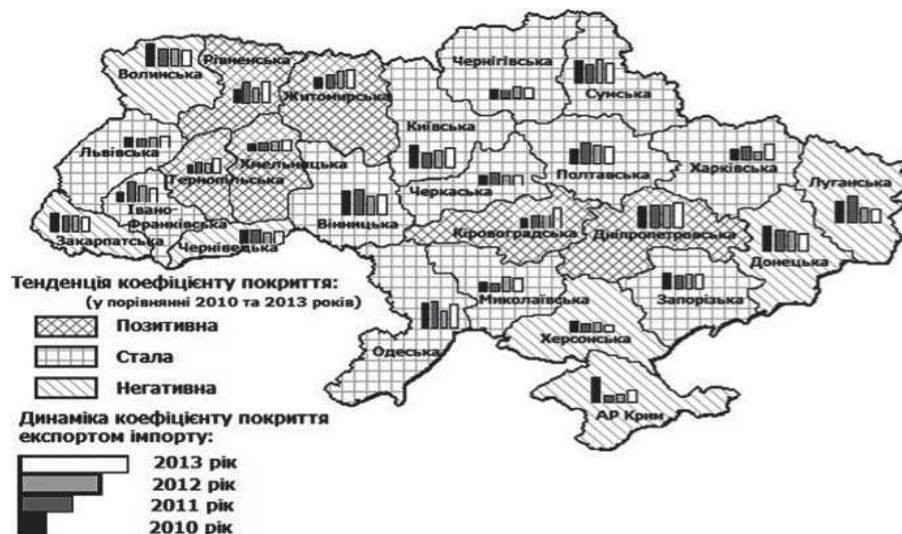 Волинська
Рівненська
Житомирська
Чернігівська
Сумська
Київська
Львівська
Тернопільська
Хмельницька
Черкаська
Полтавська
Харківська
Луганська
Івано-
Франківська
Вінницька
Кіровоградська
Дніпропетровська
Закарпатська
Чернівецька
Донецька
Миколаївська
Запорізька
Одеська
Херсонська
АР Крим
Тенденція коефіцієнту покриття:
(у порівнянні 2010 та 2013 років)
Позитивна
Стала
Негативна
Динаміка коефіцієнту покриття
експортом імпорту:
2013 рік
2012 рік
2011 рік
2010 рік